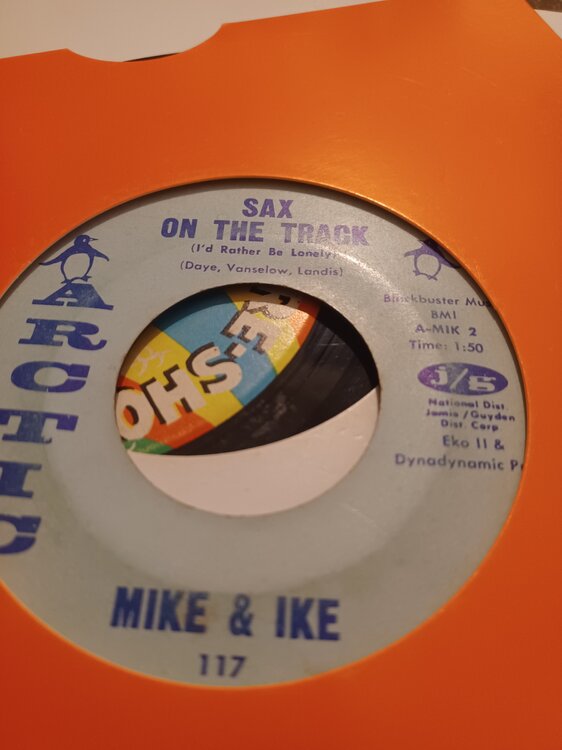 SAX
ON THE TRACK
(I'd Rather Be Lonely)
(Daye, Vanselow, Landis)
ARCTIC
Blockbuster
BMI
A-MIK 2
Time: 1:50
j/g
National Dist.
Jamie/Guyden
Dist. Corp
Eko II &
Dynadynamic
OHS-
MIKE & IKE
117